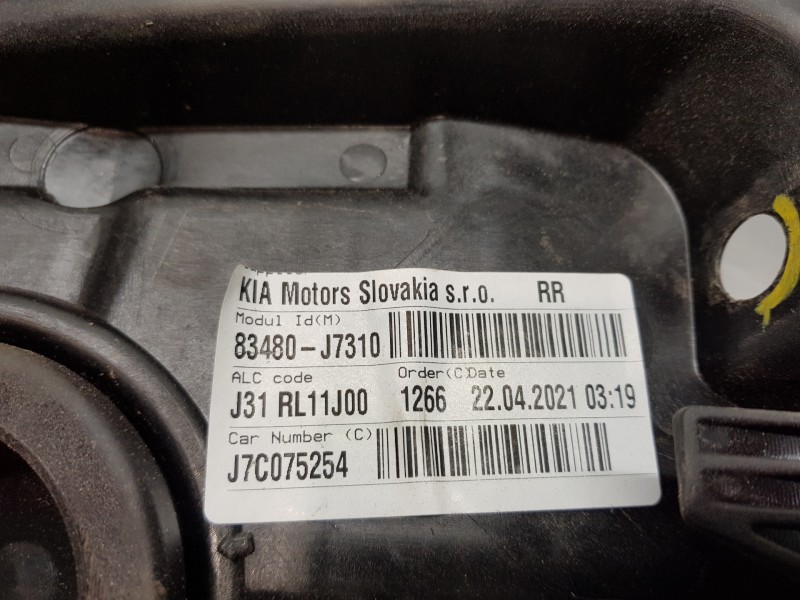 KIA Motors Slovakia s.r.o. RR
Modul Id(M)
83480-J7310
ALC code Order(C)Date
J31 RL11J00 1266 22.04.2021 03:19
Car Number (C)
J7C075254